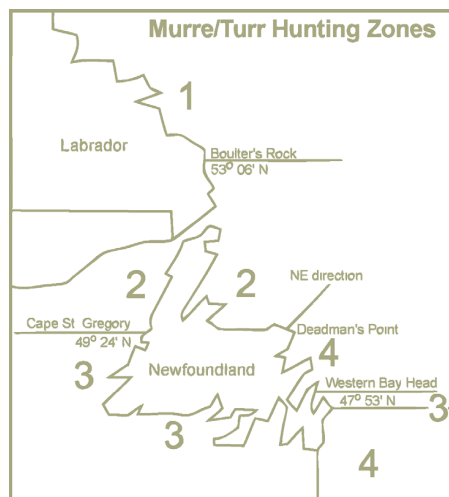 Murre/Turr Hunting Zones
1
Labrador
Boulter's Rock
53° 06' N
2
2
NE direction
Cape St Gregory
49° 24' N
Deadman's Point
4
3
Newfoundland
Western Bay Head
47° 53' N
3
3
4